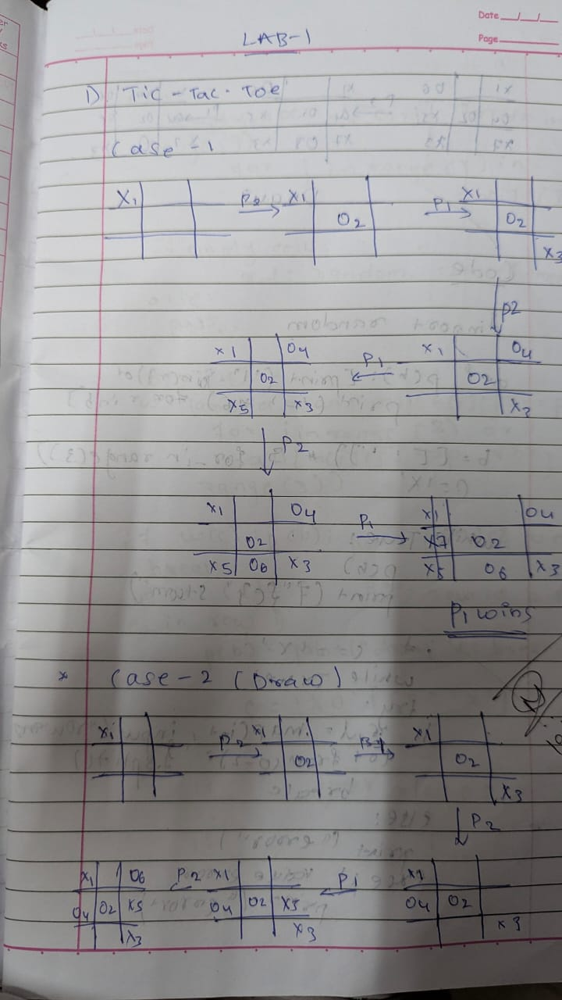 Date
Page
LAB-1
1) Tic-Tac-Toe
Case-1
X1 P2 X1 P1 X1
O2 O2
X3
P2
X1 O4 P1 X1 O4
O2 O2
X5 X3 X3
P2
X1 O4 P1 X1 O4
O2 X7 O2
X5 O6 X3 X5 O6 X3
P1 wins
* Case-2 (Draw)
X1 P2 X1 X1
O2 O2
X3
P2
X1 O6 P2 X1 P1 X1
O4 O2 X5 O4 O2 X5 O4 O2
X3 X3 X3